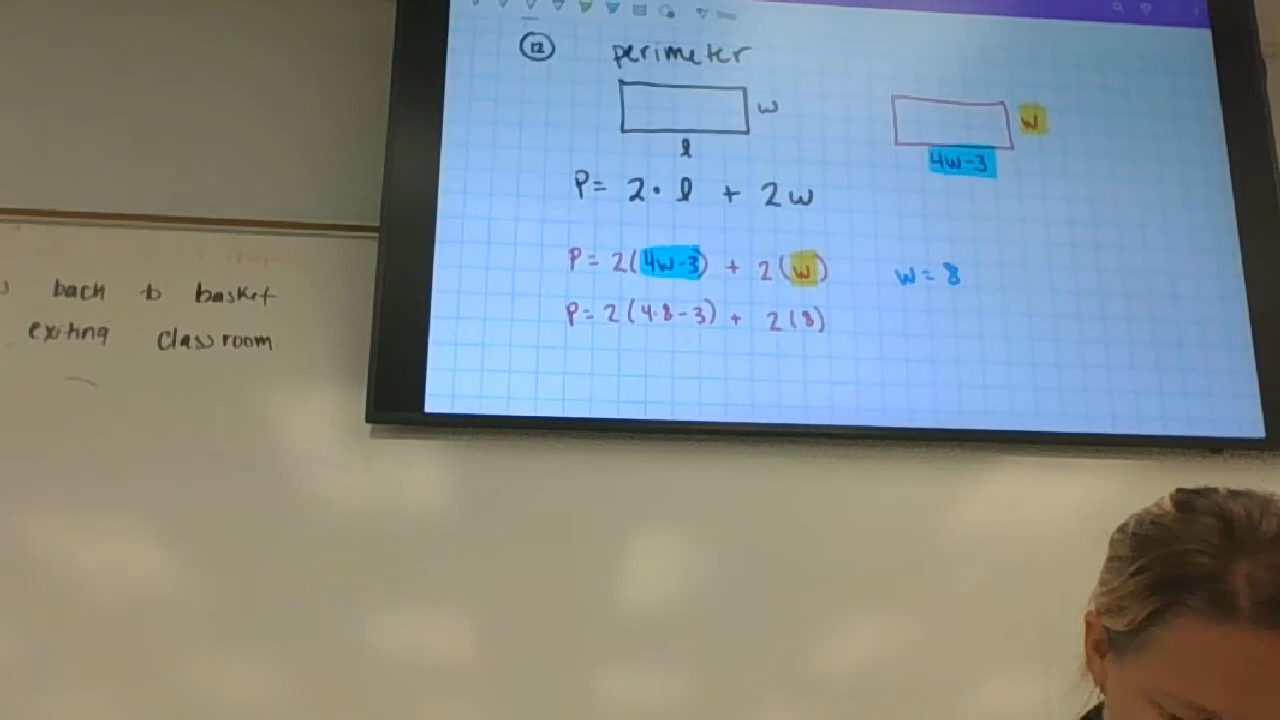 12 perimeter
w
l
w
4w-3
P= 2· l + 2w
P= 2(4w-3) + 2(w)
w= 8
P= 2(4·8-3) + 2(8)
back to basket
exiting classroom